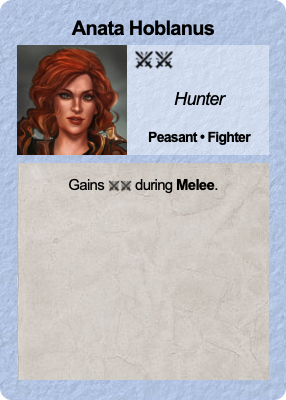 Anata Hoblanus
Hunter
Peasant • Fighter
Gains ⚔⚔ during Melee.